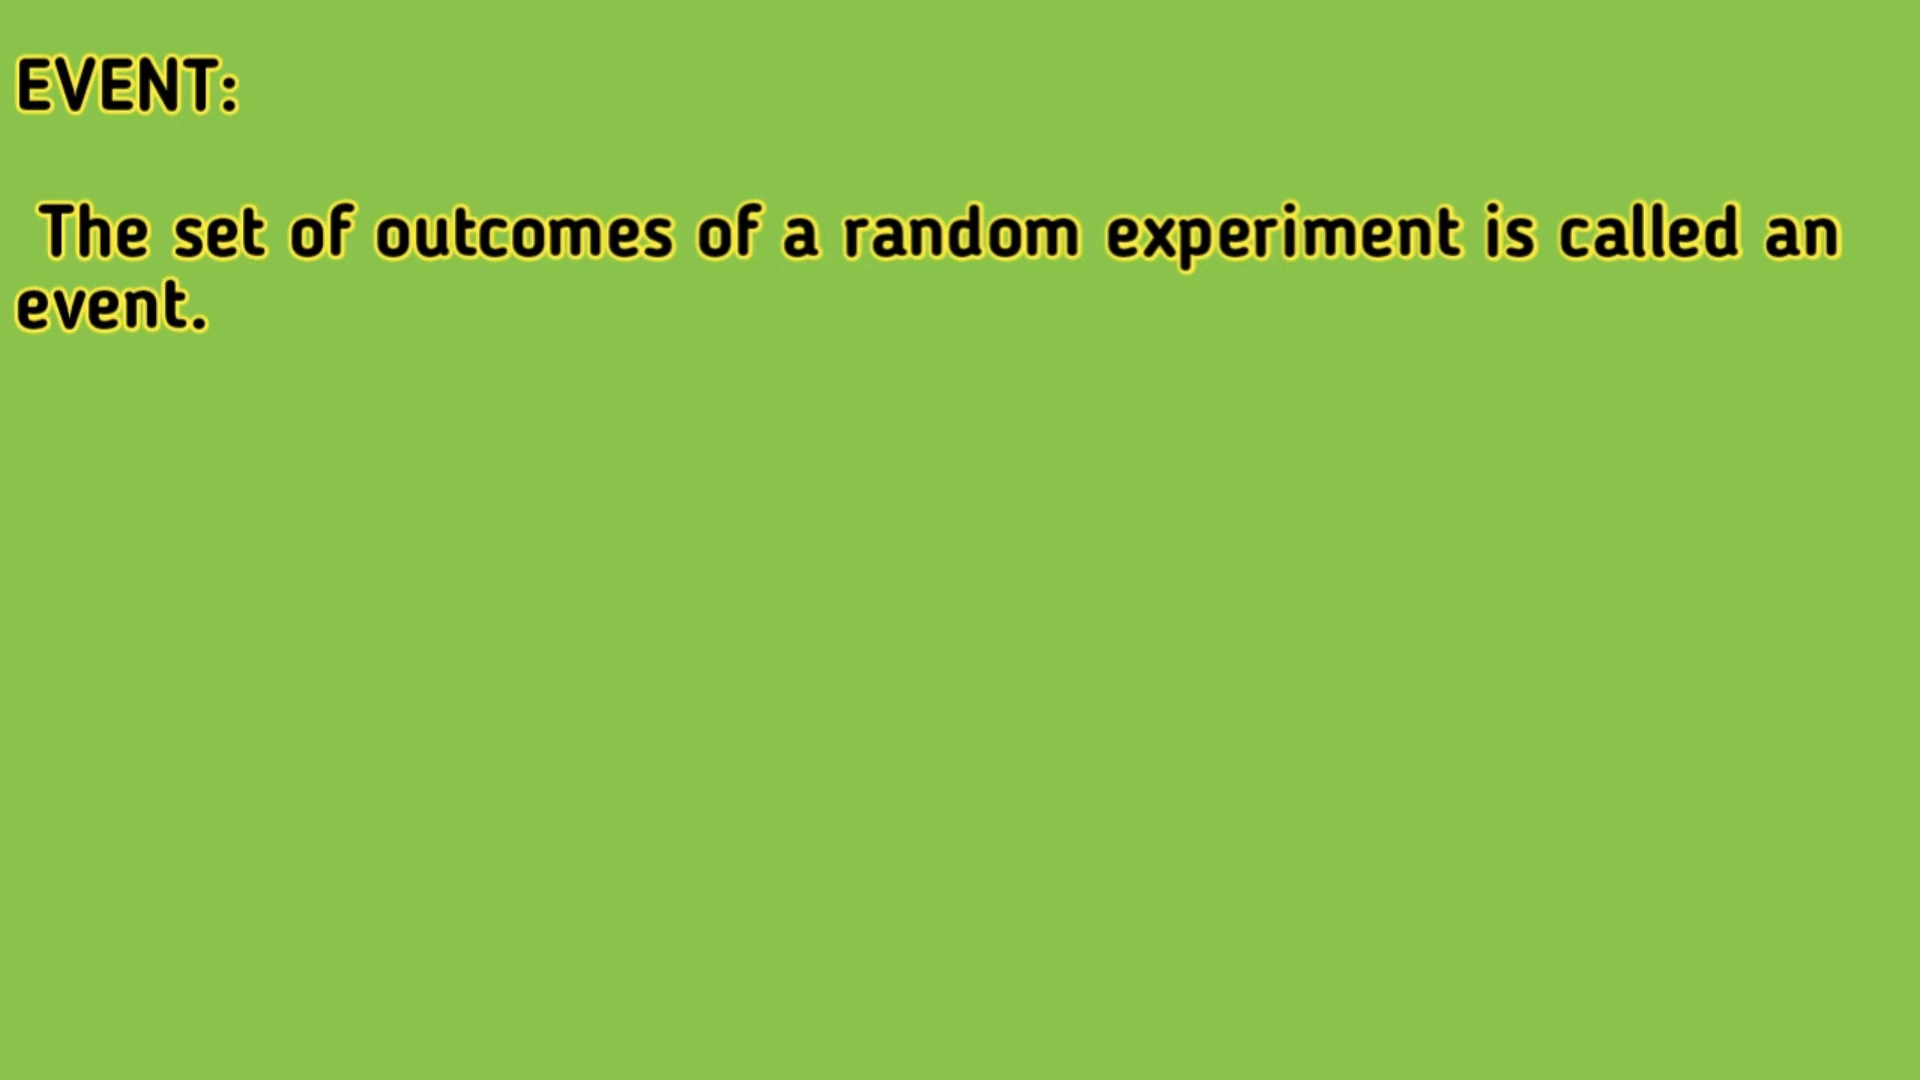 EVENT:
The set of outcomes of a random experiment is called an
event.